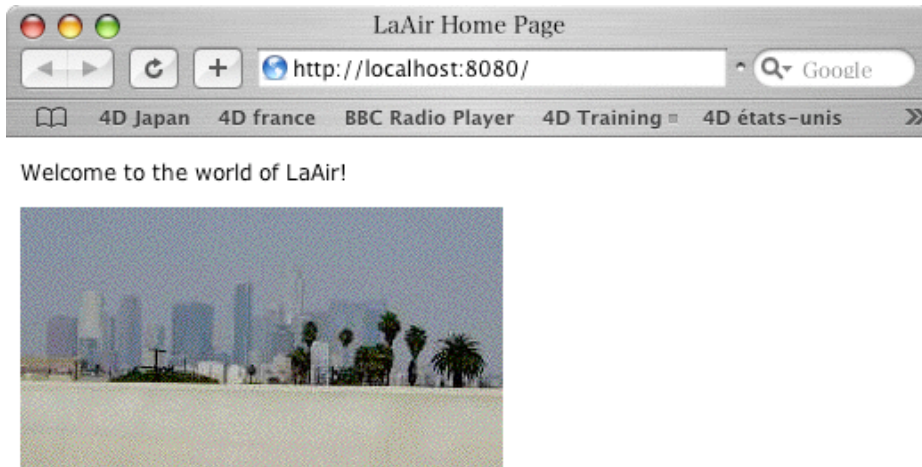 LaAir Home Page
http://localhost:8080/
Google
4D Japan 4D france BBC Radio Player 4D Training 4D états-unis
Welcome to the world of LaAir!